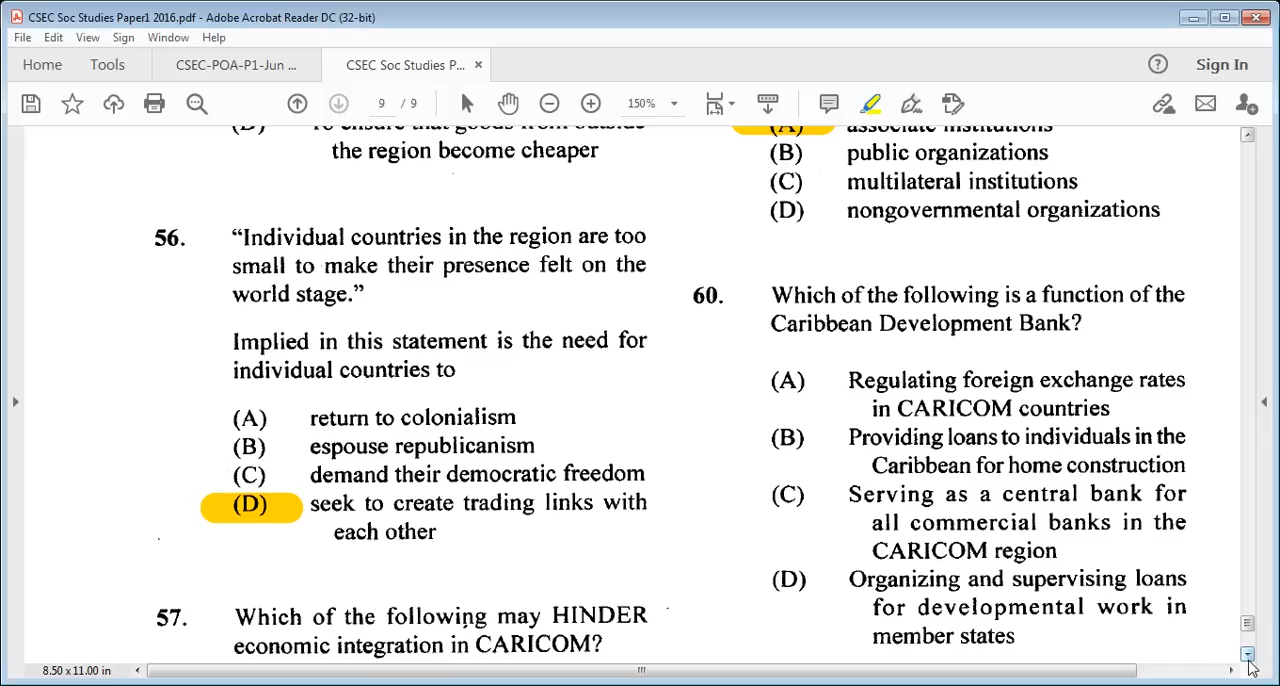 CSEC Soc Studies Paper1 2016.pdf - Adobe Acrobat Reader DC (32-bit)
File Edit View Sign Window Help
Home Tools CSEC-POA-P1-Jun ... CSEC Soc Studies P... × Sign In
9 / 9 150%
(D) To ensure that goods from outside
the region become cheaper
56. “Individual countries in the region are too
small to make their presence felt on the
world stage.”
Implied in this statement is the need for
individual countries to
(A) return to colonialism
(B) espouse republicanism
(C) demand their democratic freedom
(D) seek to create trading links with
each other
57. Which of the following may HINDER
economic integration in CARICOM?
(A) associate institutions
(B) public organizations
(C) multilateral institutions
(D) nongovernmental organizations
60. Which of the following is a function of the
Caribbean Development Bank?
(A) Regulating foreign exchange rates
in CARICOM countries
(B) Providing loans to individuals in the
Caribbean for home construction
(C) Serving as a central bank for
all commercial banks in the
CARICOM region
(D) Organizing and supervising loans
for developmental work in
member states
8.50 x 11.00 in